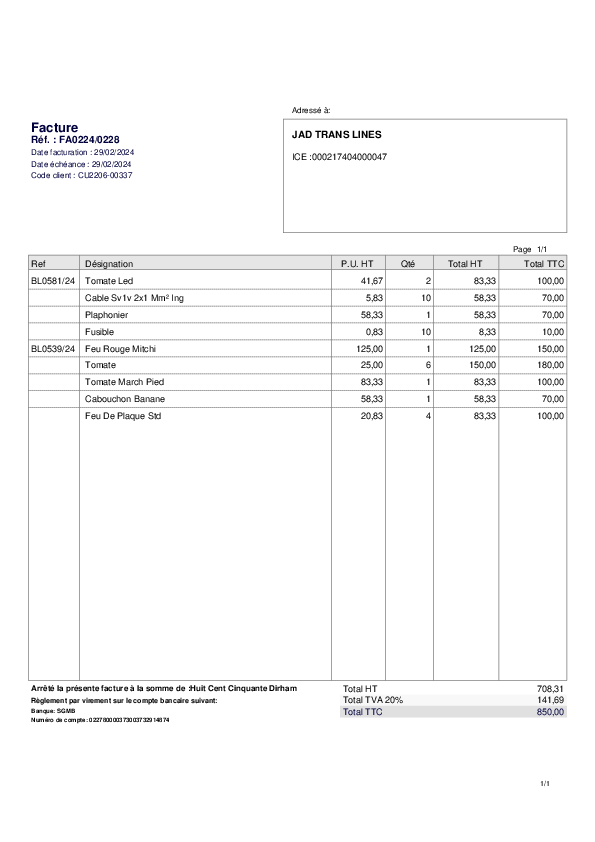 Adressé à:
Facture
Réf. : FA0224/0228
Date facturation : 29/02/2024
Date échéance : 29/02/2024
Code client : CU2206-00337
JAD TRANS LINES
ICE :000217404000047
Page 1/1
Ref Désignation P.U. HT Qté Total HT Total TTC
BL0581/24 Tomate Led 41,67 2 83,33 100,00
Cable Sv1v 2x1 Mm² Ing 5,83 10 58,33 70,00
Plaphonier 58,33 1 58,33 70,00
Fusible 0,83 10 8,33 10,00
BL0539/24 Feu Rouge Mitchi 125,00 1 125,00 150,00
Tomate 25,00 6 150,00 180,00
Tomate March Pied 83,33 1 83,33 100,00
Cabouchon Banane 58,33 1 58,33 70,00
Feu De Plaque Std 20,83 4 83,33 100,00
Arrêté la présente facture à la somme de :Huit Cent Cinquante Dirham
Règlement par virement sur le compte bancaire suivant:
Banque: SGMB
Numéro de compte: 022780000373003732914874
Total HT 708,31
Total TVA 20% 141,69
Total TTC 850,00
1/1